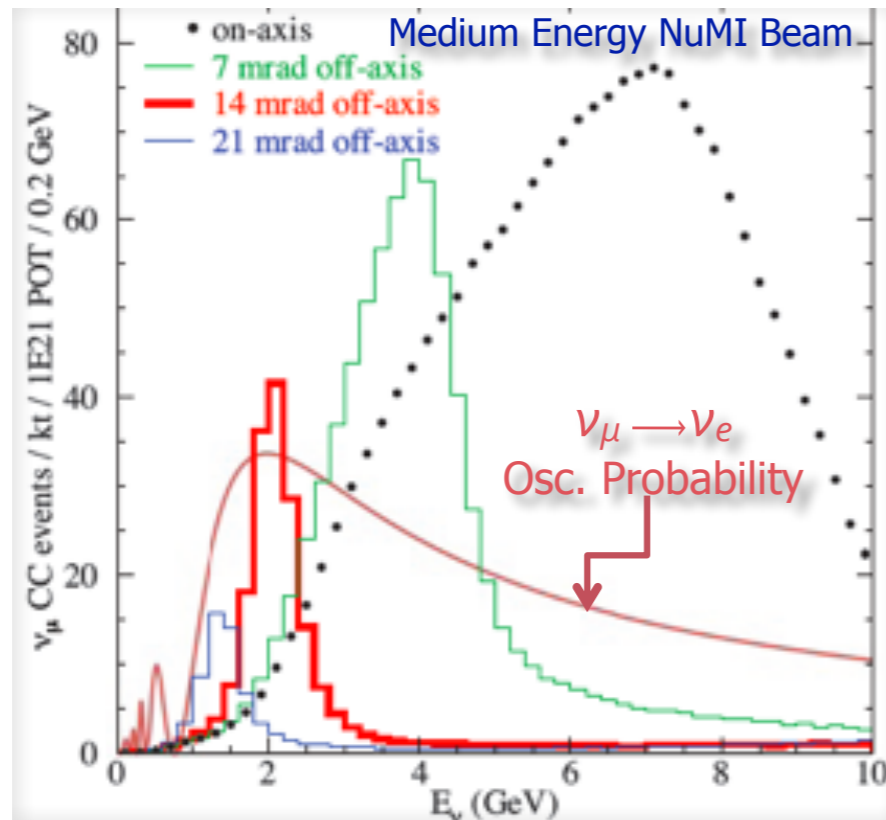 Medium Energy NuMI Beam
on-axis
7 mrad off-axis
14 mrad off-axis
21 mrad off-axis
νμ CC events / kt / 1E21 POT / 0.2 GeV
80
60
40
20
0
νμ → νe
Osc. Probability
0 2 4 6 8 10
Eν (GeV)